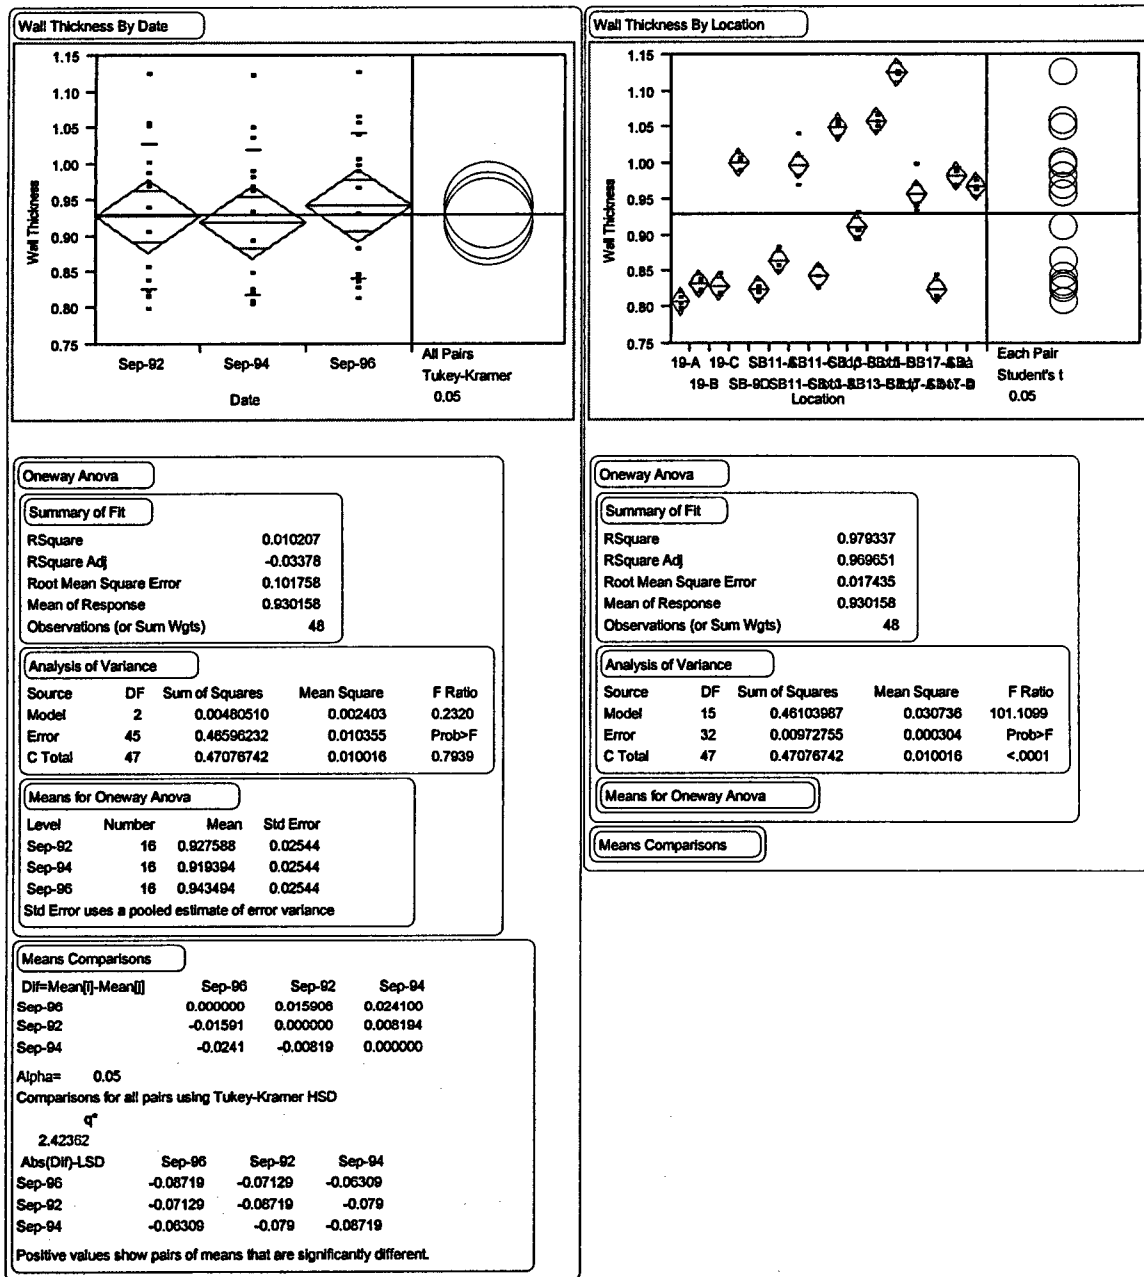 Wall Thickness By Date
1.15
1.10
1.05
1.00
0.95
0.90
0.85
0.80
0.75
Wall Thickness
Sep-92
Sep-94
Sep-96
Date
All Pairs
Tukey-Kramer
0.05
Oneway Anova
Summary of Fit
RSquare 0.010207
RSquare Adj -0.03378
Root Mean Square Error 0.101758
Mean of Response 0.930158
Observations (or Sum Wgts) 48
Analysis of Variance
Source DF Sum of Squares Mean Square F Ratio
Model 2 0.00480510 0.002403 0.2320
Error 45 0.46596232 0.010355 Prob>F
C Total 47 0.47076742 0.010016 0.7939
Means for Oneway Anova
Level Number Mean Std Error
Sep-92 16 0.927588 0.02544
Sep-94 16 0.919394 0.02544
Sep-96 16 0.943494 0.02544
Std Error uses a pooled estimate of error variance
Means Comparisons
Dif=Mean[i]-Mean[j] Sep-96 Sep-92 Sep-94
Sep-96 0.000000 0.015906 0.024100
Sep-92 -0.01591 0.000000 0.008194
Sep-94 -0.0241 -0.00819 0.000000
Alpha= 0.05
Comparisons for all pairs using Tukey-Kramer HSD
q*
2.42362
Abs(Dif)-LSD Sep-96 Sep-92 Sep-94
Sep-96 -0.08719 -0.07129 -0.06309
Sep-92 -0.07129 -0.08719 -0.079
Sep-94 -0.06309 -0.079 -0.08719
Positive values show pairs of means that are significantly different.
Wall Thickness By Location
1.15
1.10
1.05
1.00
0.95
0.90
0.85
0.80
0.75
Wall Thickness
19-A
19-C
19-B
Location
Each Pair
Student's t
0.05
Oneway Anova
Summary of Fit
RSquare 0.979337
RSquare Adj 0.969651
Root Mean Square Error 0.017435
Mean of Response 0.930158
Observations (or Sum Wgts) 48
Analysis of Variance
Source DF Sum of Squares Mean Square F Ratio
Model 15 0.46103987 0.030736 101.1099
Error 32 0.00972755 0.000304 Prob>F
C Total 47 0.47076742 0.010016 <.0001
Means for Oneway Anova
Means Comparisons